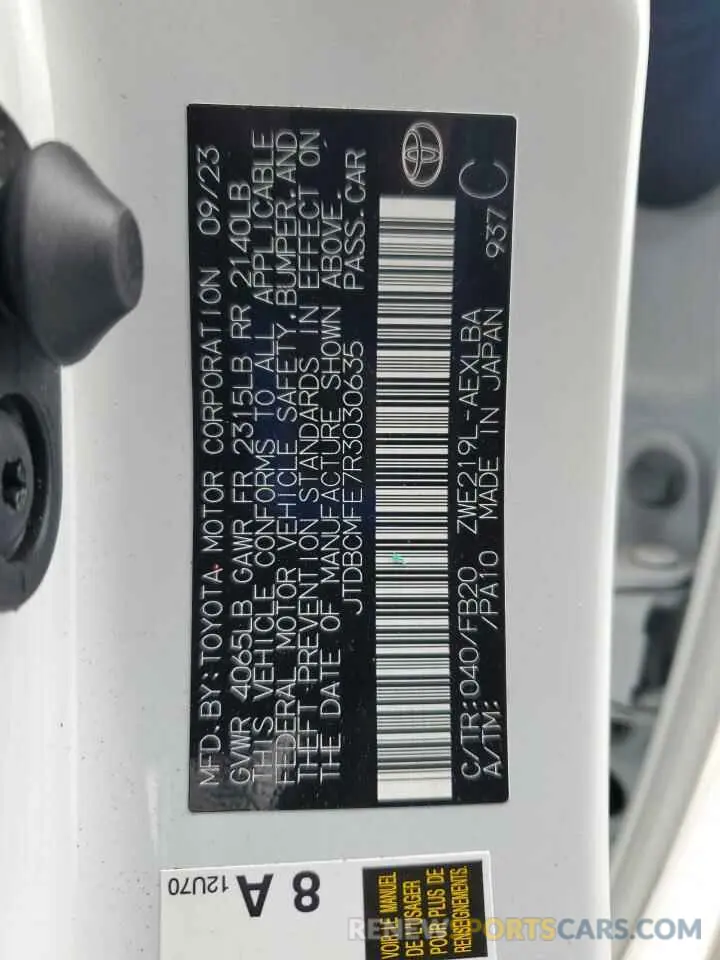 MFD.BY:TOYOTA MOTOR CORPORATION 09/23
GVWR 4065LB GAWR FR 2315LB RR 2140LB
THIS VEHICLE CONFORMS TO ALL APPLICABLE
FEDERAL MOTOR VEHICLE SAFETY,BUMPER,AND
THEFT PREVENTION STANDARDS IN EFFECT ON
THE DATE OF MANUFACTURE SHOWN ABOVE.
JTDBCMFE7R3030635 PASS.CAR
C/TR:040/FB20 ZWE219L-AEXLBA
A/TM: /PA10 MADE IN JAPAN 937 C
8 A
12U70
VOIR LE MANUEL
DE L'USAGER
POUR PLUS DE
RENSEIGNEMENTS.
RENEWSPORTSCARS.COM